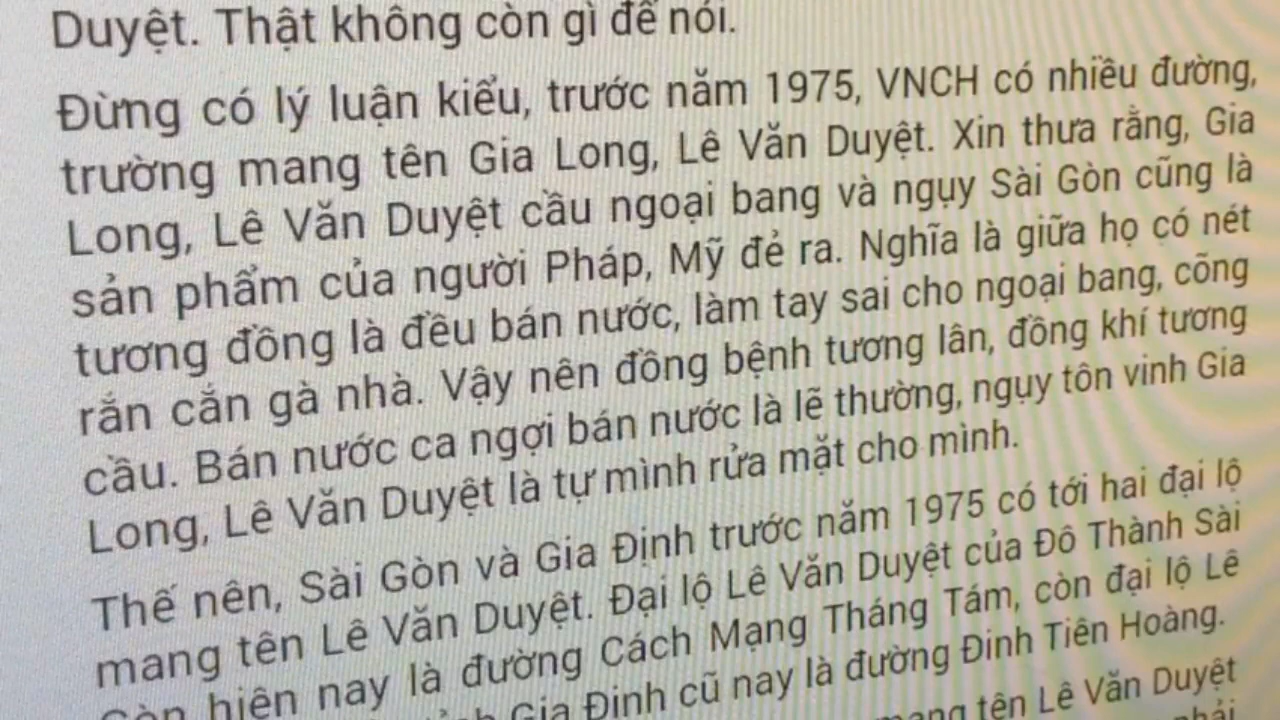 Duyệt. Thật không còn gì để nói.
Đừng có lý luận kiểu, trước năm 1975, VNCH có nhiều đường,
trường mang tên Gia Long, Lê Văn Duyệt. Xin thưa rằng, Gia
Long, Lê Văn Duyệt cầu ngoại bang và ngụy Sài Gòn cũng là
sản phẩm của người Pháp, Mỹ đẻ ra. Nghĩa là giữa họ có nét
tương đồng là đều bán nước, làm tay sai cho ngoại bang, cõng
rắn cắn gà nhà. Vậy nên đồng bệnh tương lân, đồng khí tương
cầu. Bán nước ca ngợi bán nước là lẽ thường, ngụy tôn vinh Gia
Long, Lê Văn Duyệt là tự mình rửa mặt cho mình.
Thế nên, Sài Gòn và Gia Định trước năm 1975 có tới hai đại lộ
mang tên Lê Văn Duyệt. Đại lộ Lê Văn Duyệt của Đô Thành Sài
Gòn hiện nay là đường Cách Mạng Tháng Tám, còn đại lộ Lê
Gia Định cũ nay là đường Đinh Tiên Hoàng.
mang tên Lê Văn Duyệt
phải